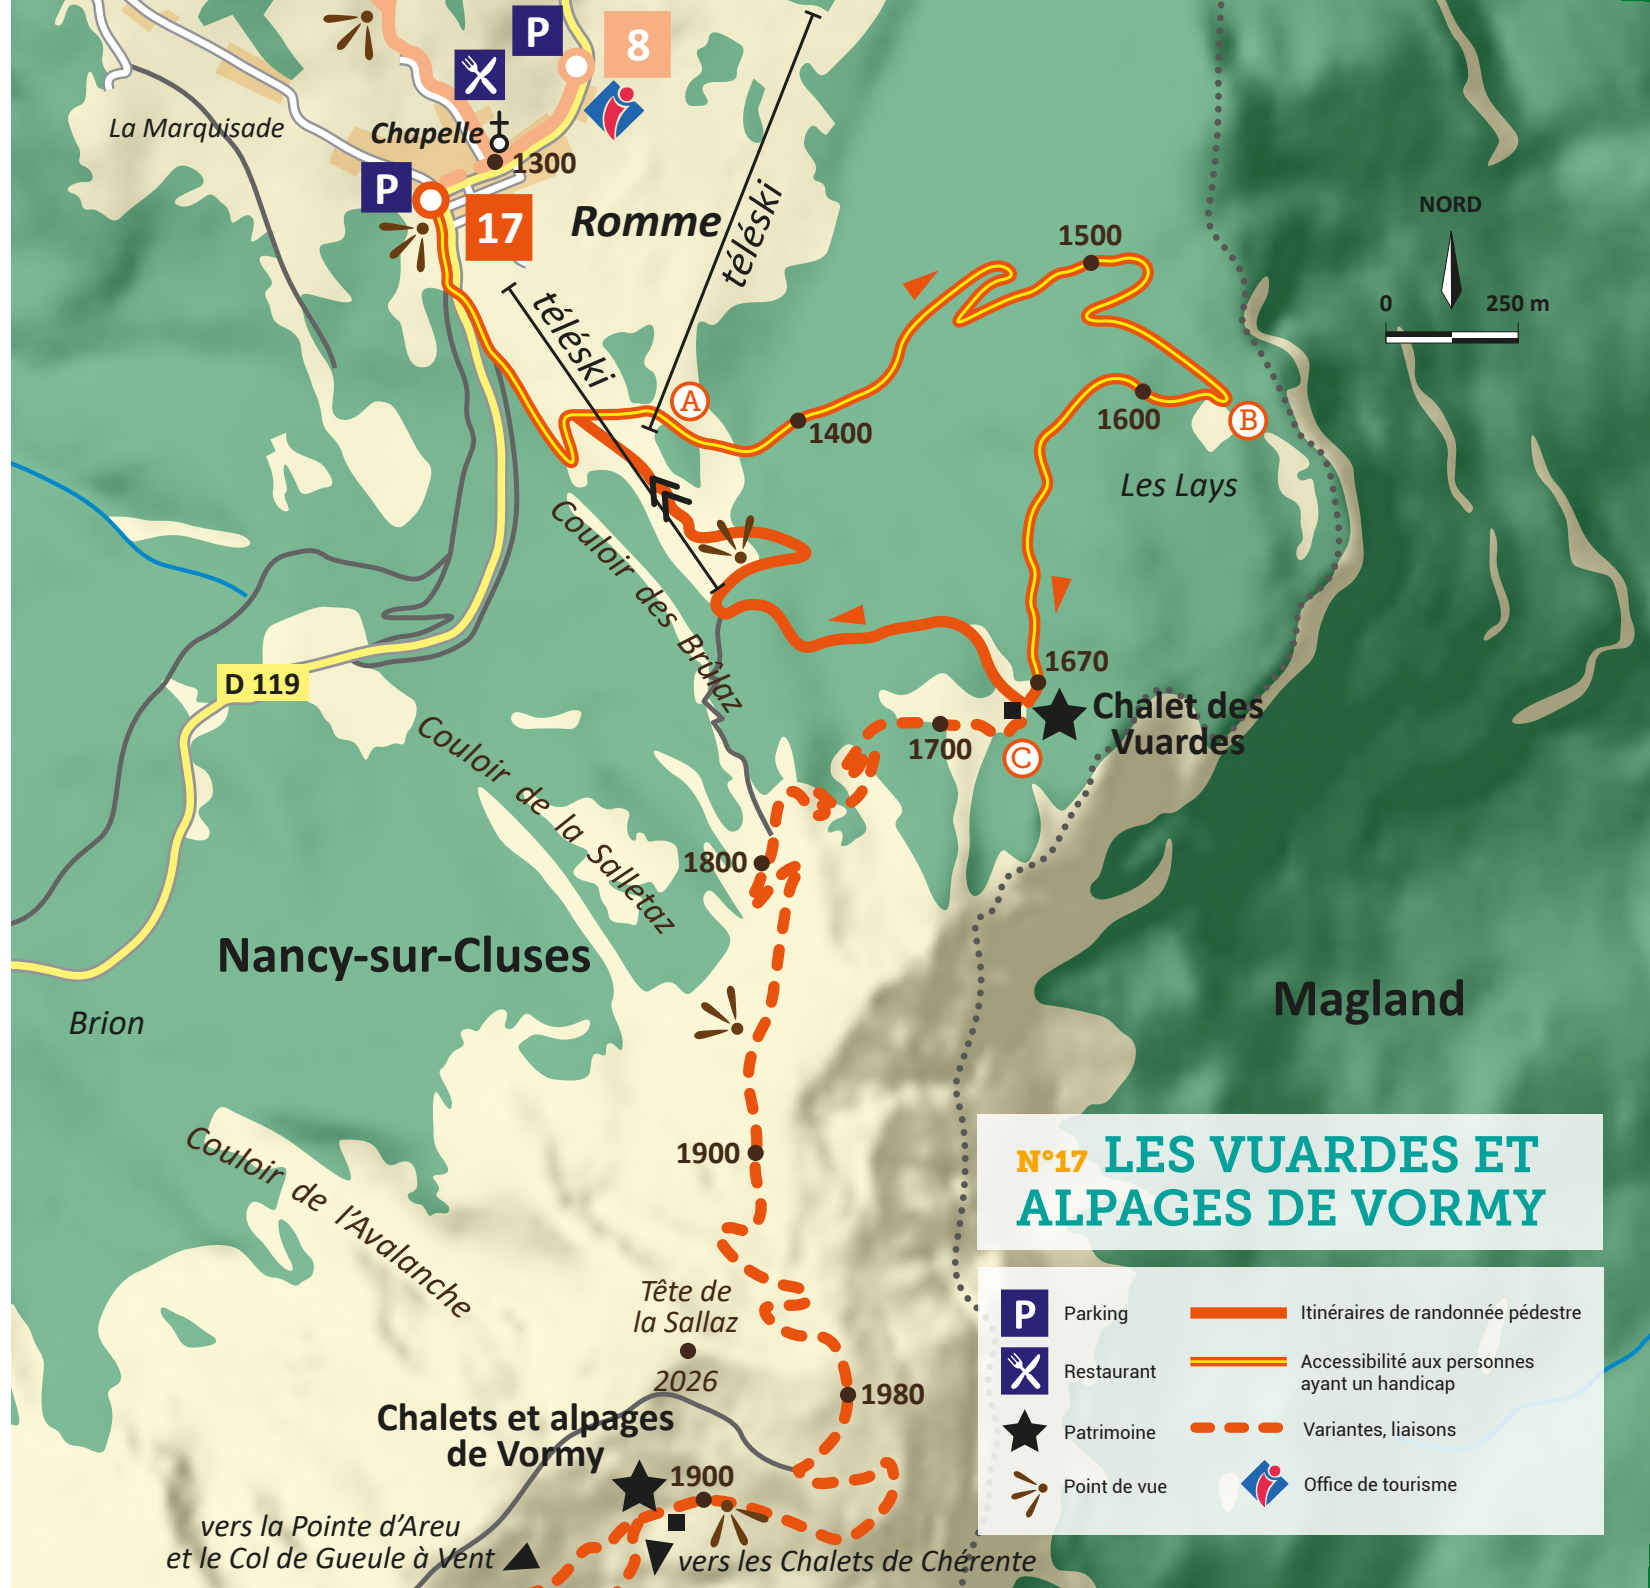 P
8
La Marquisade
Chapelle
1300
P
17
Romme
téléski
téléski
NORD
0 250 m
1500
A
1400
1600
B
Les Lays
Couloir des Brûlaz
D 119
1670
Chalet des
Vuardes
1700
C
Couloir de la Salletaz
1800
Nancy-sur-Cluses
Magland
Brion
1900
Couloir de l'Avalanche
N°17 LES VUARDES ET
ALPAGES DE VORMY
Tête de
la Sallaz
2026
1980
Chalets et alpages
de Vormy
1900
vers la Pointe d'Areu
et le Col de Gueule à Vent
vers les Chalets de Chérente
P Parking
Restaurant
Patrimoine
Point de vue
Itinéraires de randonnée pédestre
Accessibilité aux personnes
ayant un handicap
Variantes, liaisons
Office de tourisme